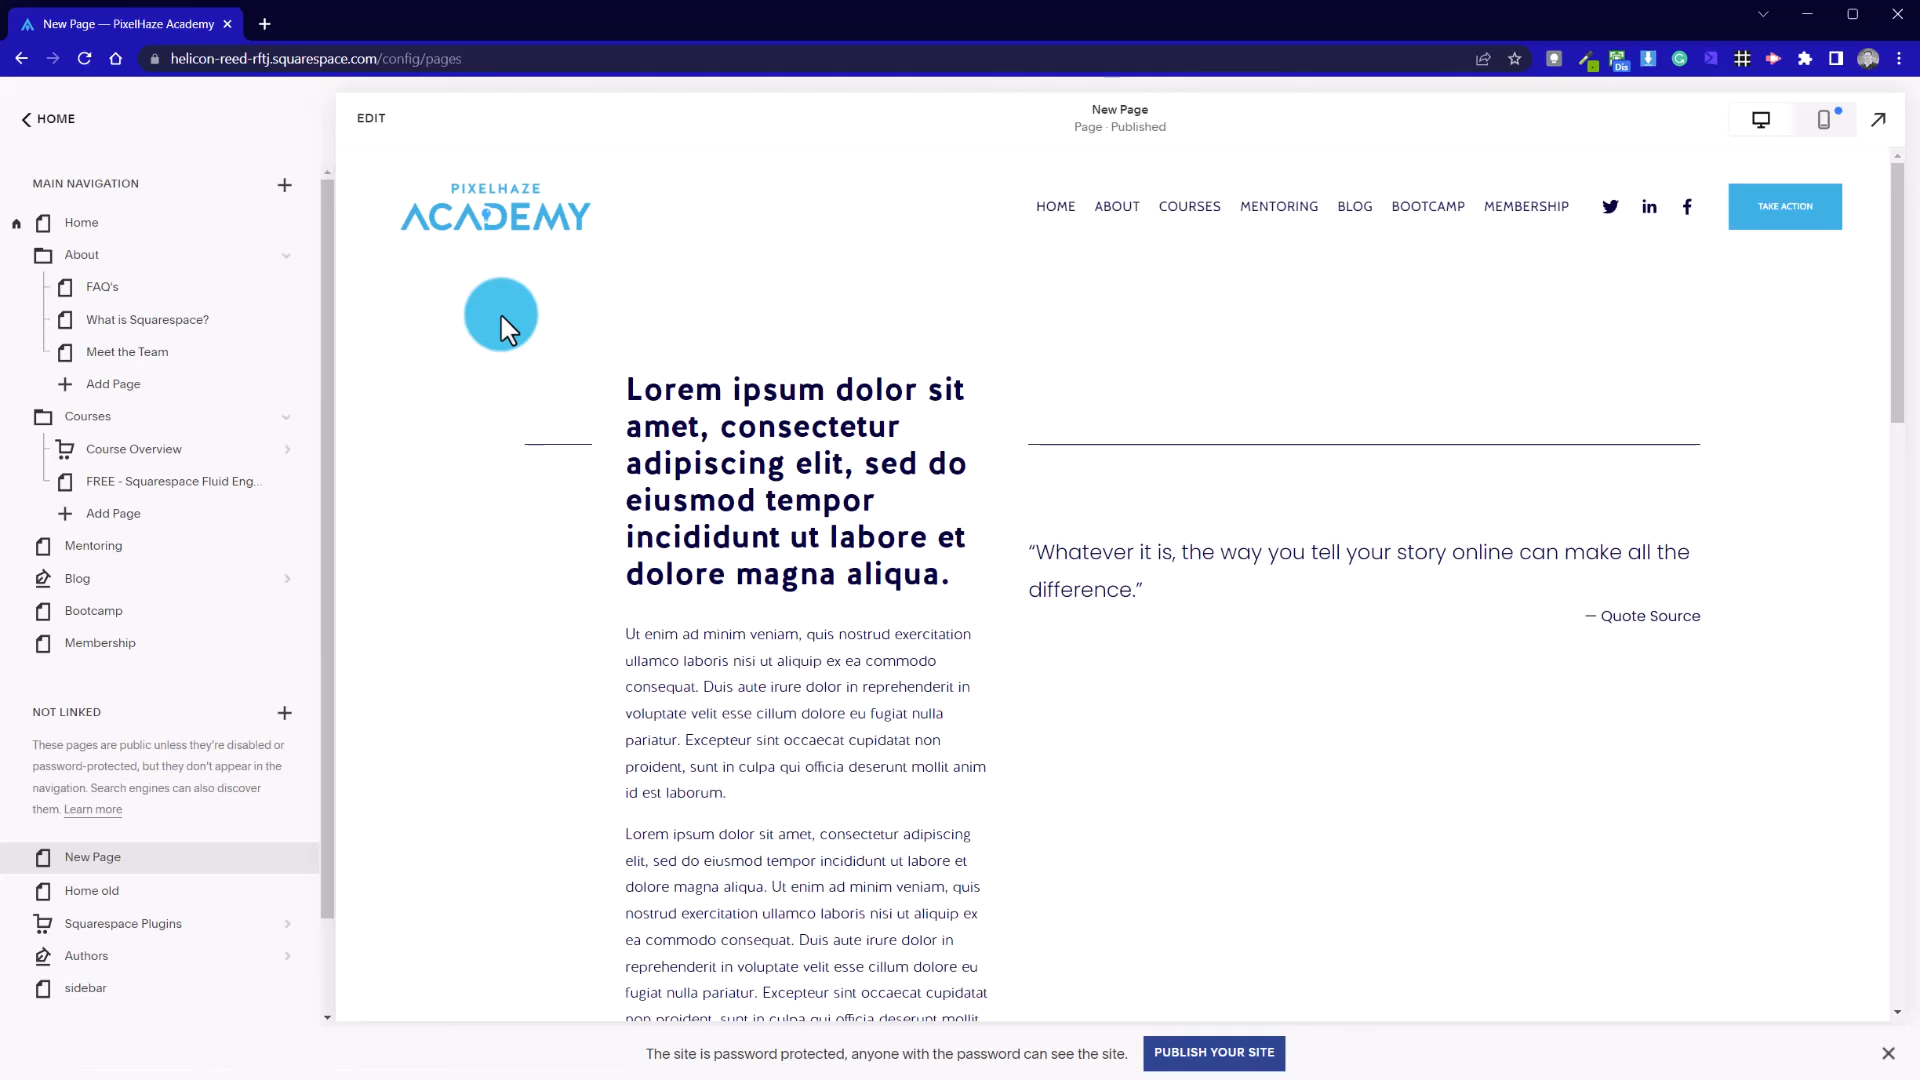 New Page — PixelHaze Academy
helicon-reed-rftj.squarespace.com/config/pages
Dis
HOME
EDIT
New Page
Page · Published
MAIN NAVIGATION
Home
About
FAQ's
What is Squarespace?
Meet the Team
Add Page
Courses
Course Overview
FREE - Squarespace Fluid Eng...
Add Page
Mentoring
Blog
Bootcamp
Membership
NOT LINKED
These pages are public unless they're disabled or
password-protected, but they don't appear in the
navigation. Search engines can also discover
them. Learn more
New Page
Home old
Squarespace Plugins
Authors
sidebar
PIXELHAZE
ACADEMY
HOME ABOUT COURSES MENTORING BLOG BOOTCAMP MEMBERSHIP
TAKE ACTION
Lorem ipsum dolor sit
amet, consectetur
adipiscing elit, sed do
eiusmod tempor
incididunt ut labore et
dolore magna aliqua.
Ut enim ad minim veniam, quis nostrud exercitation
ullamco laboris nisi ut aliquip ex ea commodo
consequat. Duis aute irure dolor in reprehenderit in
voluptate velit esse cillum dolore eu fugiat nulla
pariatur. Excepteur sint occaecat cupidatat non
proident, sunt in culpa qui officia deserunt mollit anim
id est laborum.
Lorem ipsum dolor sit amet, consectetur adipiscing
elit, sed do eiusmod tempor incididunt ut labore et
dolore magna aliqua. Ut enim ad minim veniam, quis
nostrud exercitation ullamco laboris nisi ut aliquip ex
ea commodo consequat. Duis aute irure dolor in
reprehenderit in voluptate velit esse cillum dolore eu
fugiat nulla pariatur. Excepteur sint occaecat cupidatat
non proident, sunt in culpa qui officia deserunt mollit
“Whatever it is, the way you tell your story online can make all the
difference.”
— Quote Source
The site is password protected, anyone with the password can see the site.
PUBLISH YOUR SITE